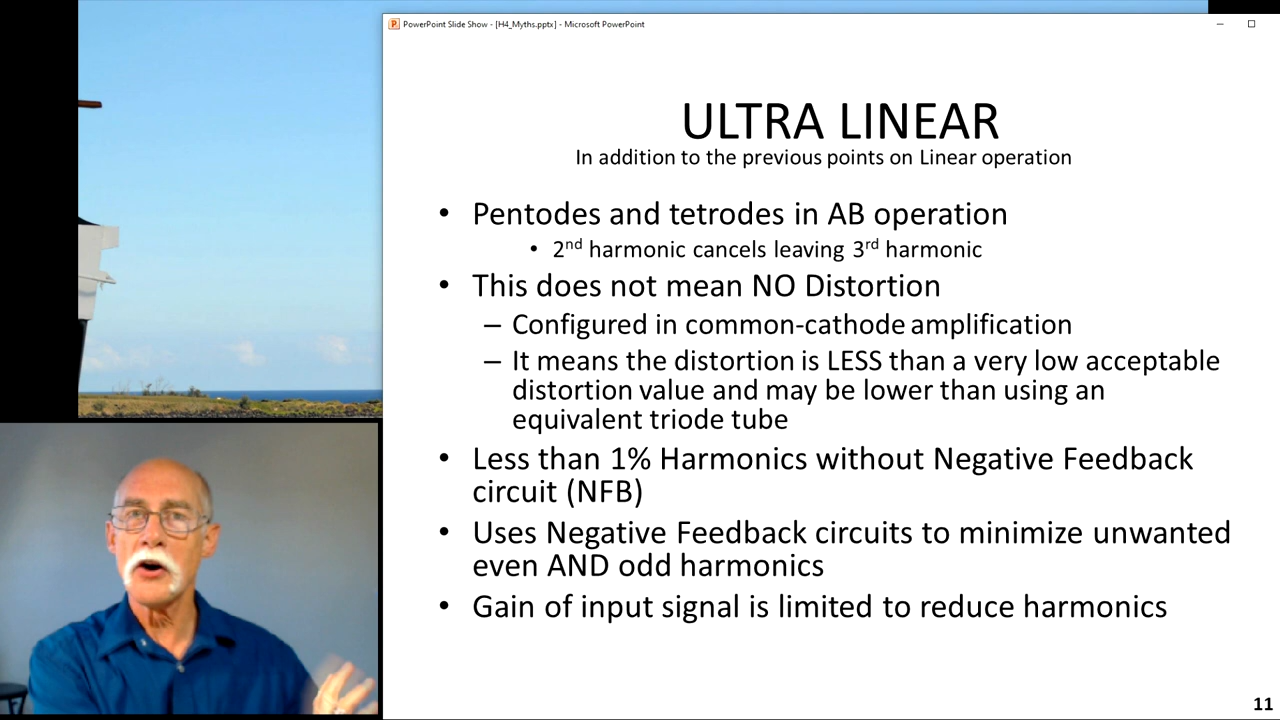 PowerPoint Slide Show - [H4_Myths.pptx] - Microsoft PowerPoint
ULTRA LINEAR
In addition to the previous points on Linear operation
• Pentodes and tetrodes in AB operation
• 2nd harmonic cancels leaving 3rd harmonic
• This does not mean NO Distortion
– Configured in common-cathode amplification
– It means the distortion is LESS than a very low acceptable
distortion value and may be lower than using an
equivalent triode tube
• Less than 1% Harmonics without Negative Feedback
circuit (NFB)
• Uses Negative Feedback circuits to minimize unwanted
even AND odd harmonics
• Gain of input signal is limited to reduce harmonics
11